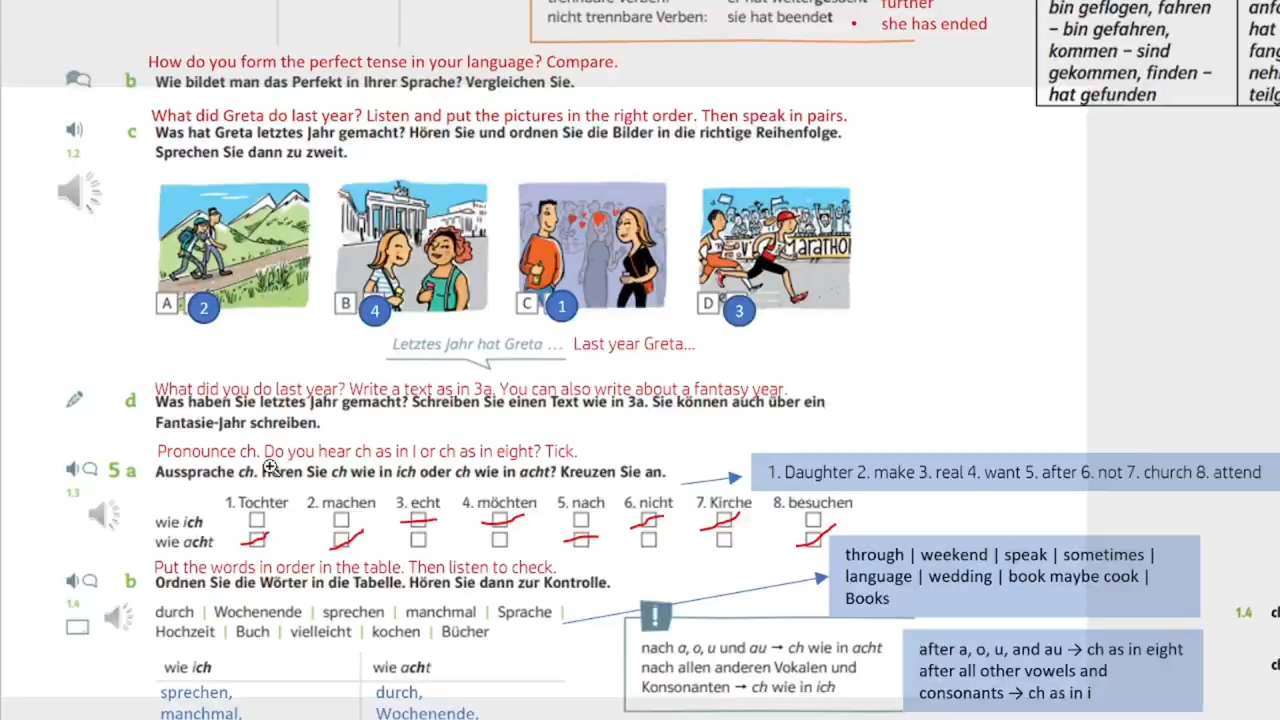 nicht trennbare Verben: sie hat beendet
further
• she has ended
bin geflogen, fahren
– bin gefahren,
kommen – sind
gekommen, finden –
hat gefunden
anfa
hat
fang
neh
teilg
How do you form the perfect tense in your language? Compare.
b Wie bildet man das Perfekt in Ihrer Sprache? Vergleichen Sie.
What did Greta do last year? Listen and put the pictures in the right order. Then speak in pairs.
c Was hat Greta letztes Jahr gemacht? Hören Sie und ordnen Sie die Bilder in die richtige Reihenfolge.
1.2 Sprechen Sie dann zu zweit.
MARATHON
A 2 B 4 C 1 D 3
Letztes Jahr hat Greta ... Last year Greta...
What did you do last year? Write a text as in 3a. You can also write about a fantasy year.
d Was haben Sie letztes Jahr gemacht? Schreiben Sie einen Text wie in 3a. Sie können auch über ein
Fantasie-Jahr schreiben.
Pronounce ch. Do you hear ch as in I or ch as in eight? Tick.
5 a Aussprache ch. Hören Sie ch wie in ich oder ch wie in acht? Kreuzen Sie an.
1.3
1. Daughter 2. make 3. real 4. want 5. after 6. not 7. church 8. attend
1. Tochter 2. machen 3. echt 4. möchten 5. nach 6. nicht 7. Kirche 8. besuchen
wie ich
wie acht
Put the words in order in the table. Then listen to check.
b Ordnen Sie die Wörter in die Tabelle. Hören Sie dann zur Kontrolle.
1.4
durch | Wochenende | sprechen | manchmal | Sprache |
Hochzeit | Buch | vielleicht | kochen | Bücher
through | weekend | speak | sometimes |
language | wedding | book maybe cook |
Books
1.4 ch
ch
wie ich wie acht
sprechen, durch,
manchmal, Wochenende,
!
nach a, o, u und au → ch wie in acht
nach allen anderen Vokalen und
Konsonanten → ch wie in ich
after a, o, u, and au → ch as in eight
after all other vowels and
consonants → ch as in i